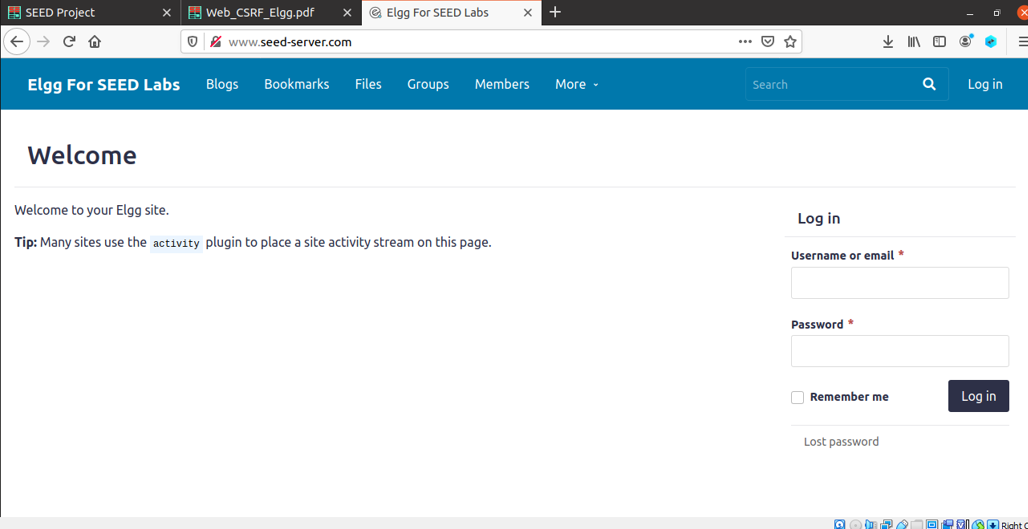 SEED Project
Web_CSRF_Elgg.pdf
Elgg For SEED Labs
www.seed-server.com
Elgg For SEED Labs Blogs Bookmarks Files Groups Members More Search Log in
Welcome
Welcome to your Elgg site.
Tip: Many sites use the activity plugin to place a site activity stream on this page.
Log in
Username or email *
Password *
Remember me Log in
Lost password
Right C